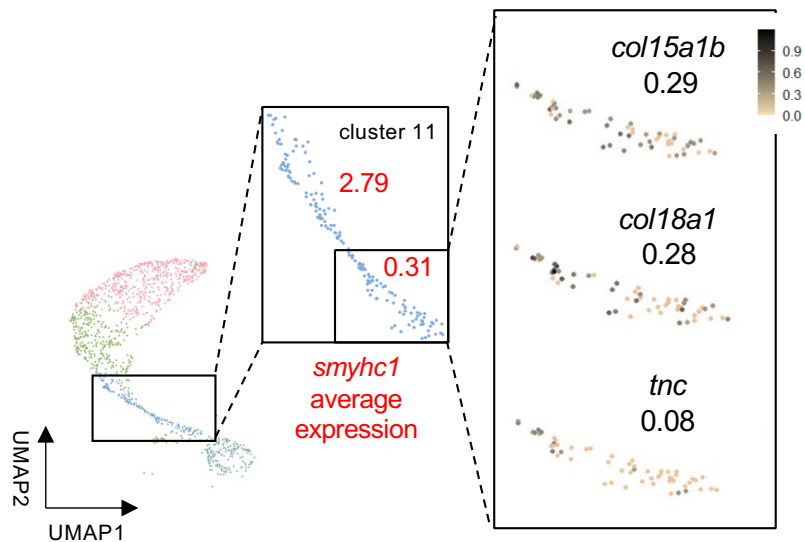 UMAP2
UMAP1
cluster 11
2.79
0.31
smyhc1
average
expression
col15a1b
0.29
0.9
0.6
0.3
0.0
col18a1
0.28
tnc
0.08